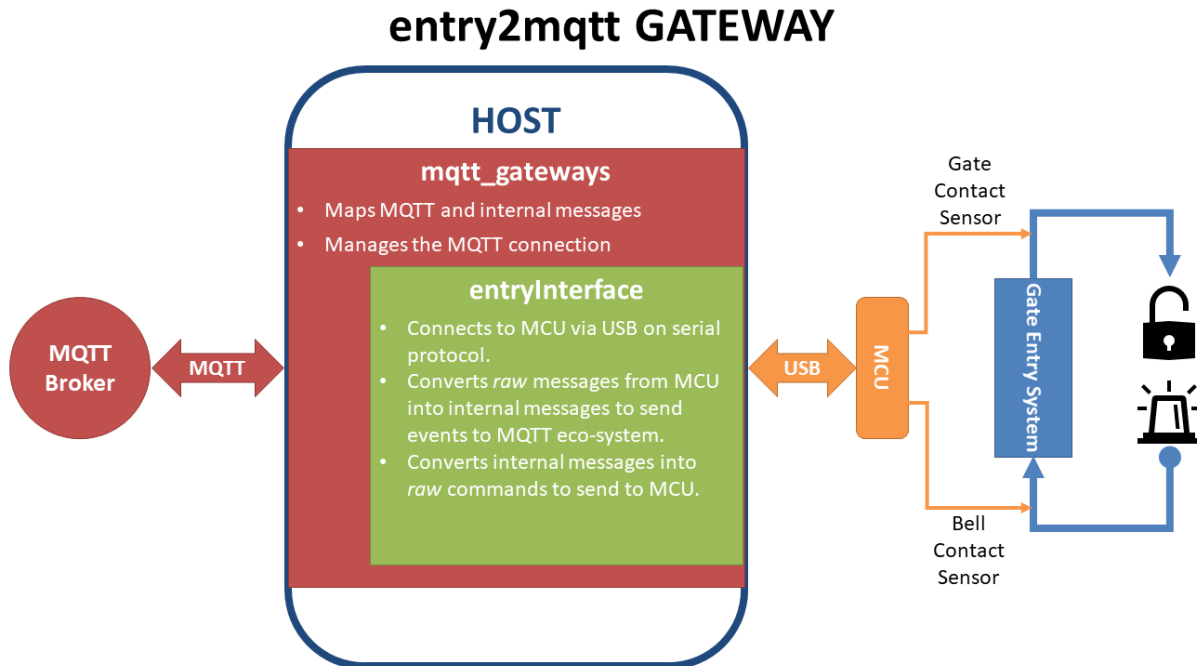 entry2mqtt GATEWAY
HOST
mqtt_gateways
• Maps MQTT and internal messages
• Manages the MQTT connection
entryInterface
• Connects to MCU via USB on serial
protocol.
• Converts raw messages from MCU
into internal messages to send
events to MQTT eco-system.
• Converts internal messages into
raw commands to send to MCU.
MQTT
Broker
MQTT
USB
MCU
Gate
Contact
Sensor
Gate Entry System
Bell
Contact
Sensor